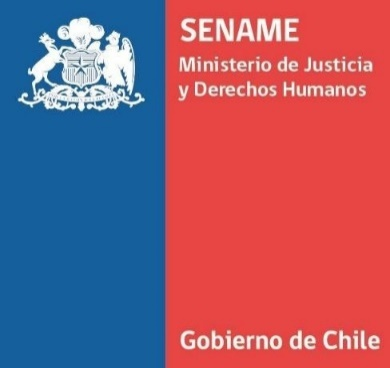 SENAME
Ministerio de Justicia
y Derechos Humanos
Gobierno de Chile